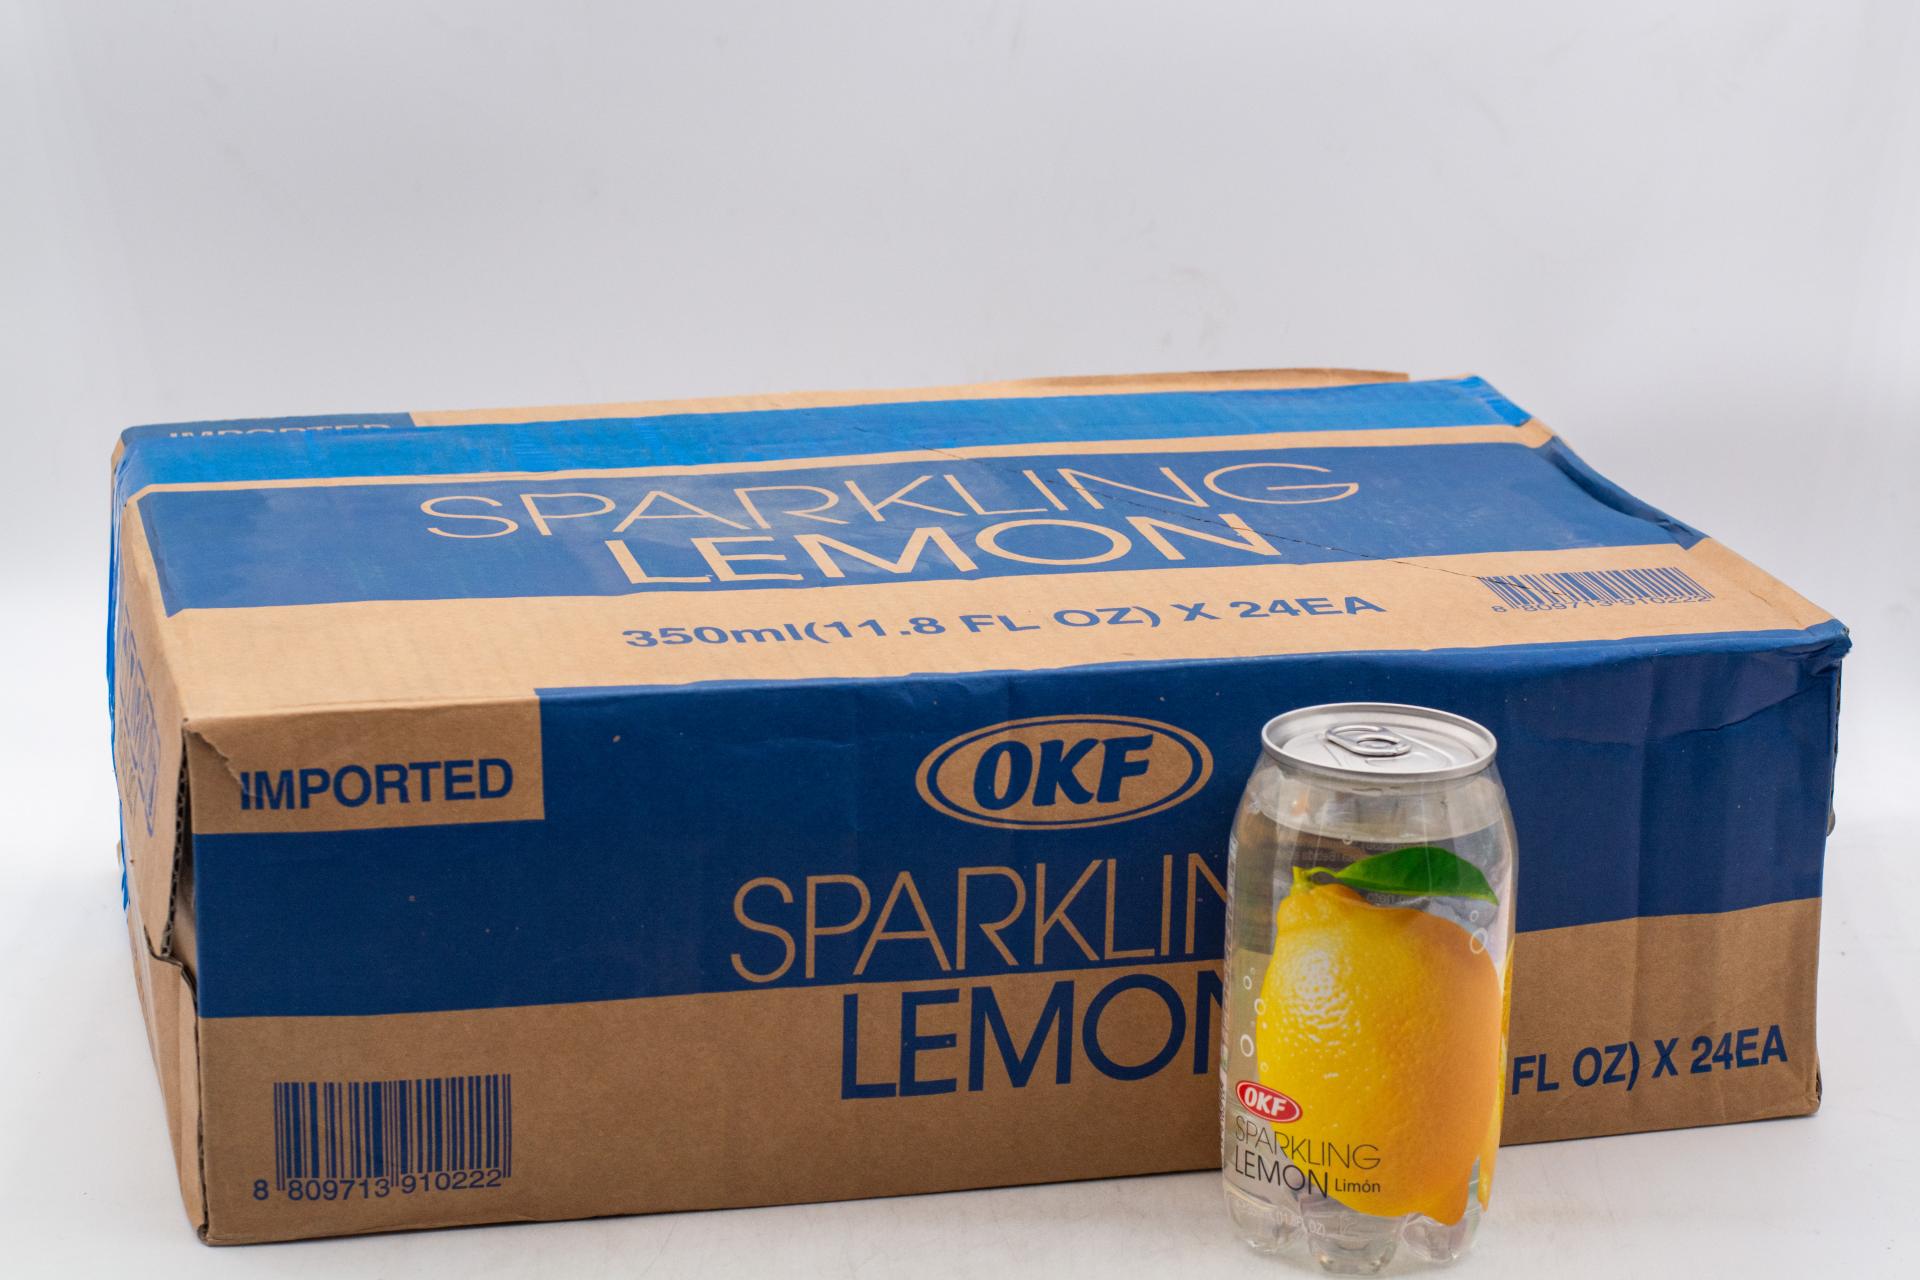 IMPORTED
SPARKLING
LEMON
350ml(11.8 FL OZ) X 24EA
8 809713 910222
IMPORTED
OKF
SPARKLIN
LEMON
FL OZ) X 24EA
8 809713 910222
OKF
SPARKLING
LEMON Limón